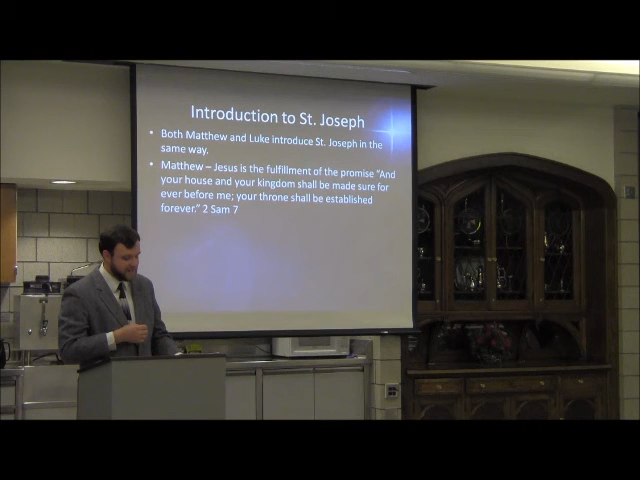 Introduction to St. Joseph
• Both Matthew and Luke introduce St. Joseph in the
same way.
• Matthew – Jesus is the fulfillment of the promise “And
your house and your kingdom shall be made sure for
ever before me; your throne shall be established
forever.” 2 Sam 7